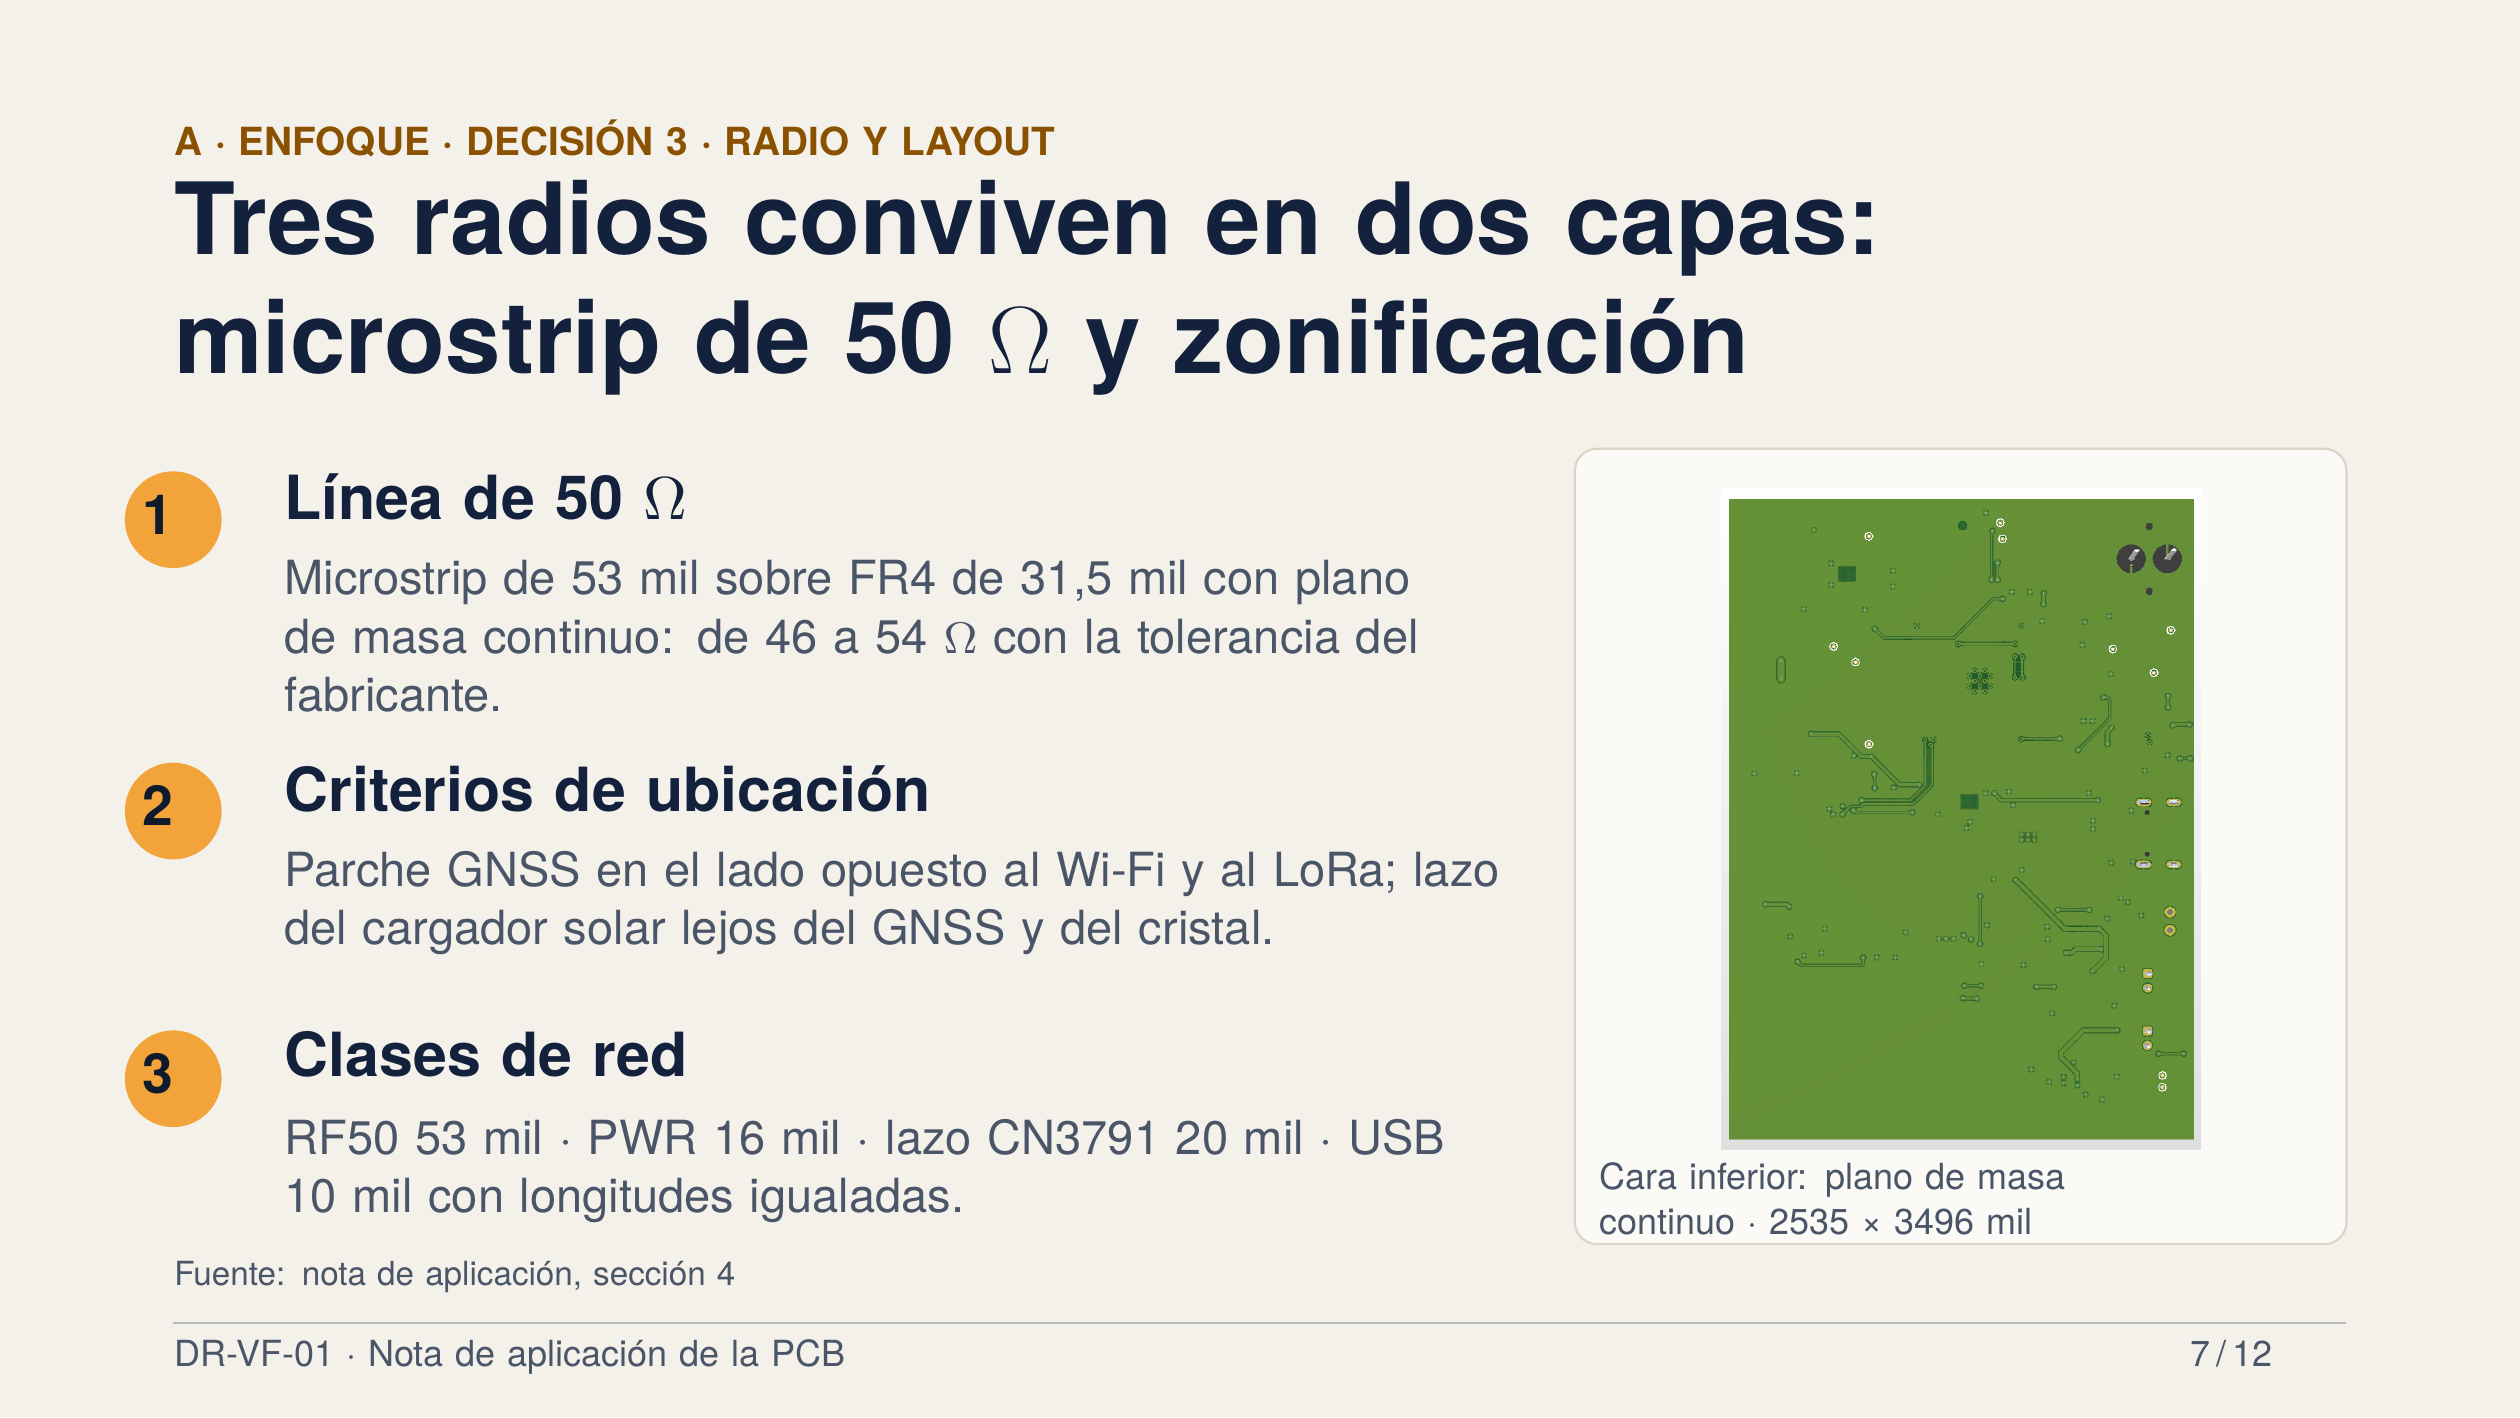 A · ENFOQUE · DECISIÓN 3 · RADIO Y LAYOUT
Tres radios conviven en dos capas:
microstrip de 50 Ω y zonificación
1
Línea de 50 Ω
Microstrip de 53 mil sobre FR4 de 31,5 mil con plano
de masa continuo: de 46 a 54 Ω con la tolerancia del
fabricante.
2
Criterios de ubicación
Parche GNSS en el lado opuesto al Wi-Fi y al LoRa; lazo
del cargador solar lejos del GNSS y del cristal.
3
Clases de red
RF50 53 mil · PWR 16 mil · lazo CN3791 20 mil · USB
10 mil con longitudes igualadas.
Cara inferior: plano de masa
continuo · 2535 × 3496 mil
Fuente: nota de aplicación, sección 4
DR-VF-01 · Nota de aplicación de la PCB
7 / 12